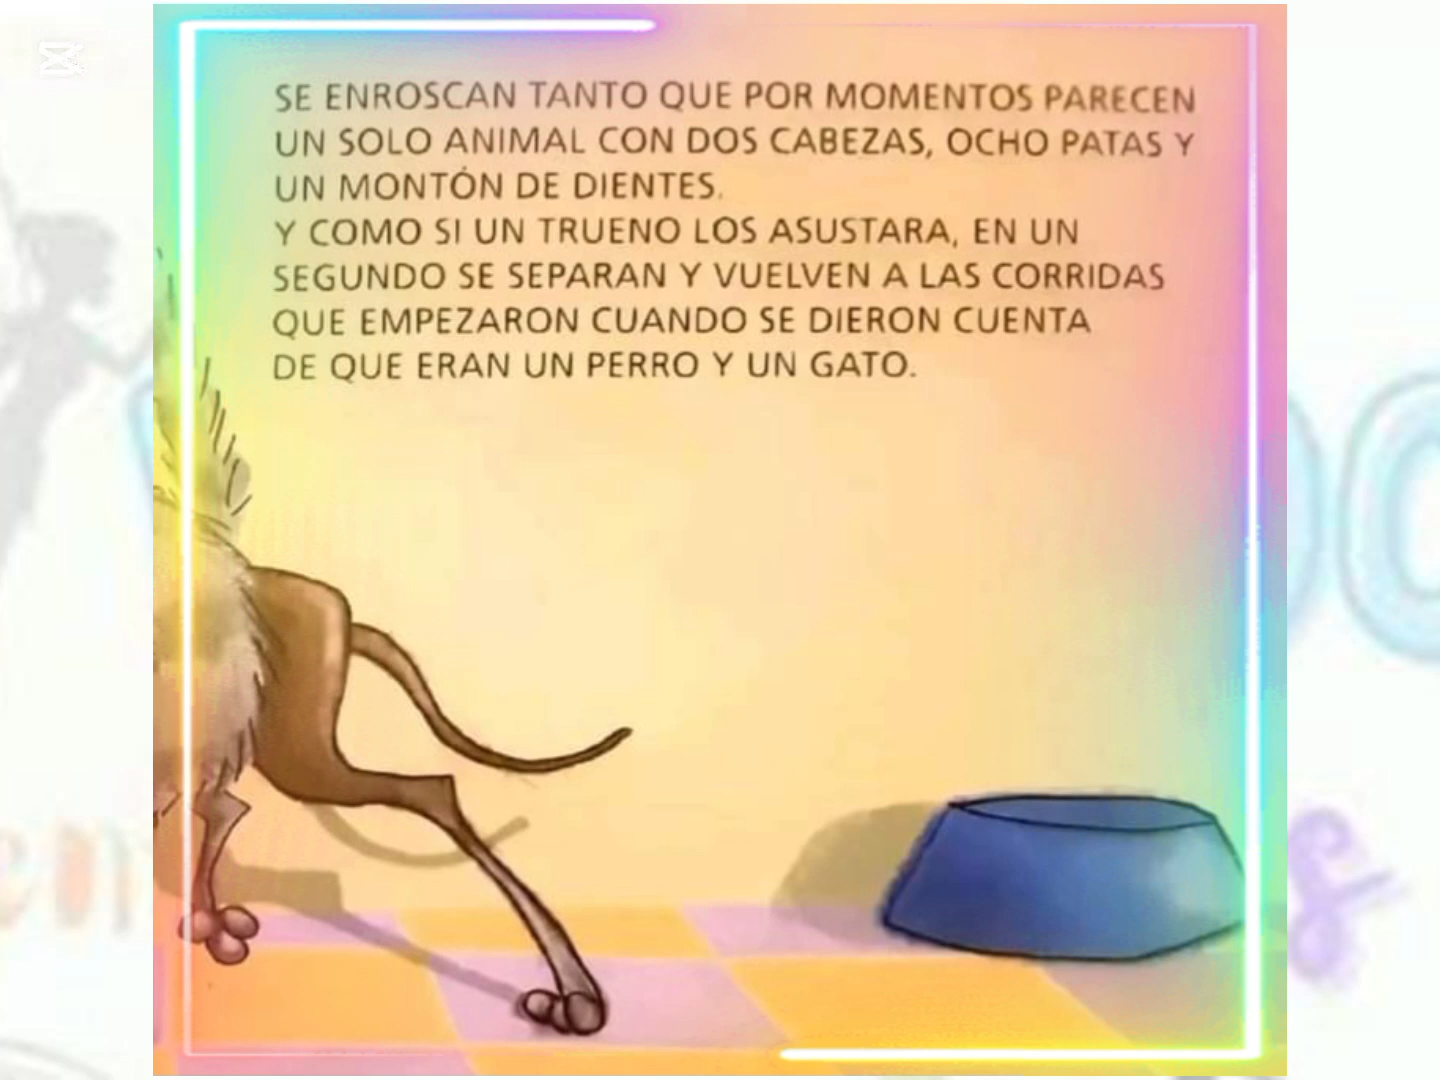 SE ENROSCAN TANTO QUE POR MOMENTOS PARECEN
UN SOLO ANIMAL CON DOS CABEZAS, OCHO PATAS Y
UN MONTÓN DE DIENTES.
Y COMO SI UN TRUENO LOS ASUSTARA, EN UN
SEGUNDO SE SEPARAN Y VUELVEN A LAS CORRIDAS
QUE EMPEZARON CUANDO SE DIERON CUENTA
DE QUE ERAN UN PERRO Y UN GATO.